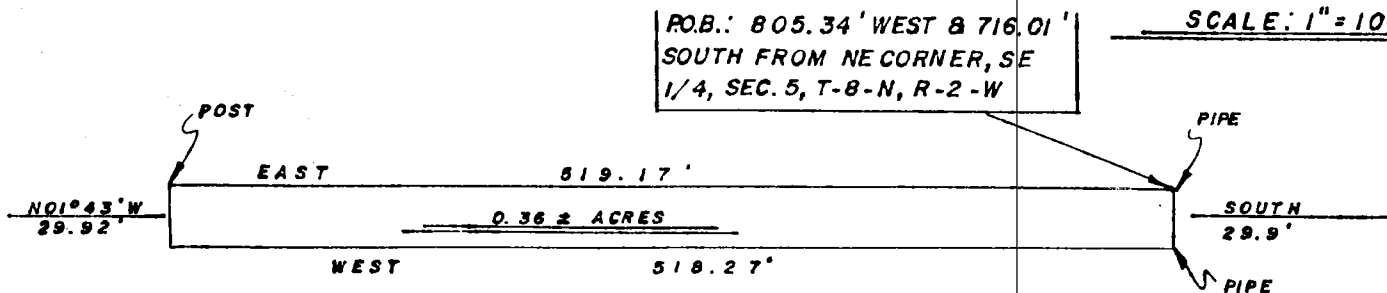 P.O.B.: 805.34' WEST & 716.01'
SOUTH FROM NE CORNER, SE
1/4, SEC. 5, T-8-N, R-2-W
SCALE: 1" = 10
POST
PIPE
EAST 519.17'
N01°43'W
29.92'
0.36 ± ACRES
SOUTH
29.9'
WEST 518.27'
PIPE